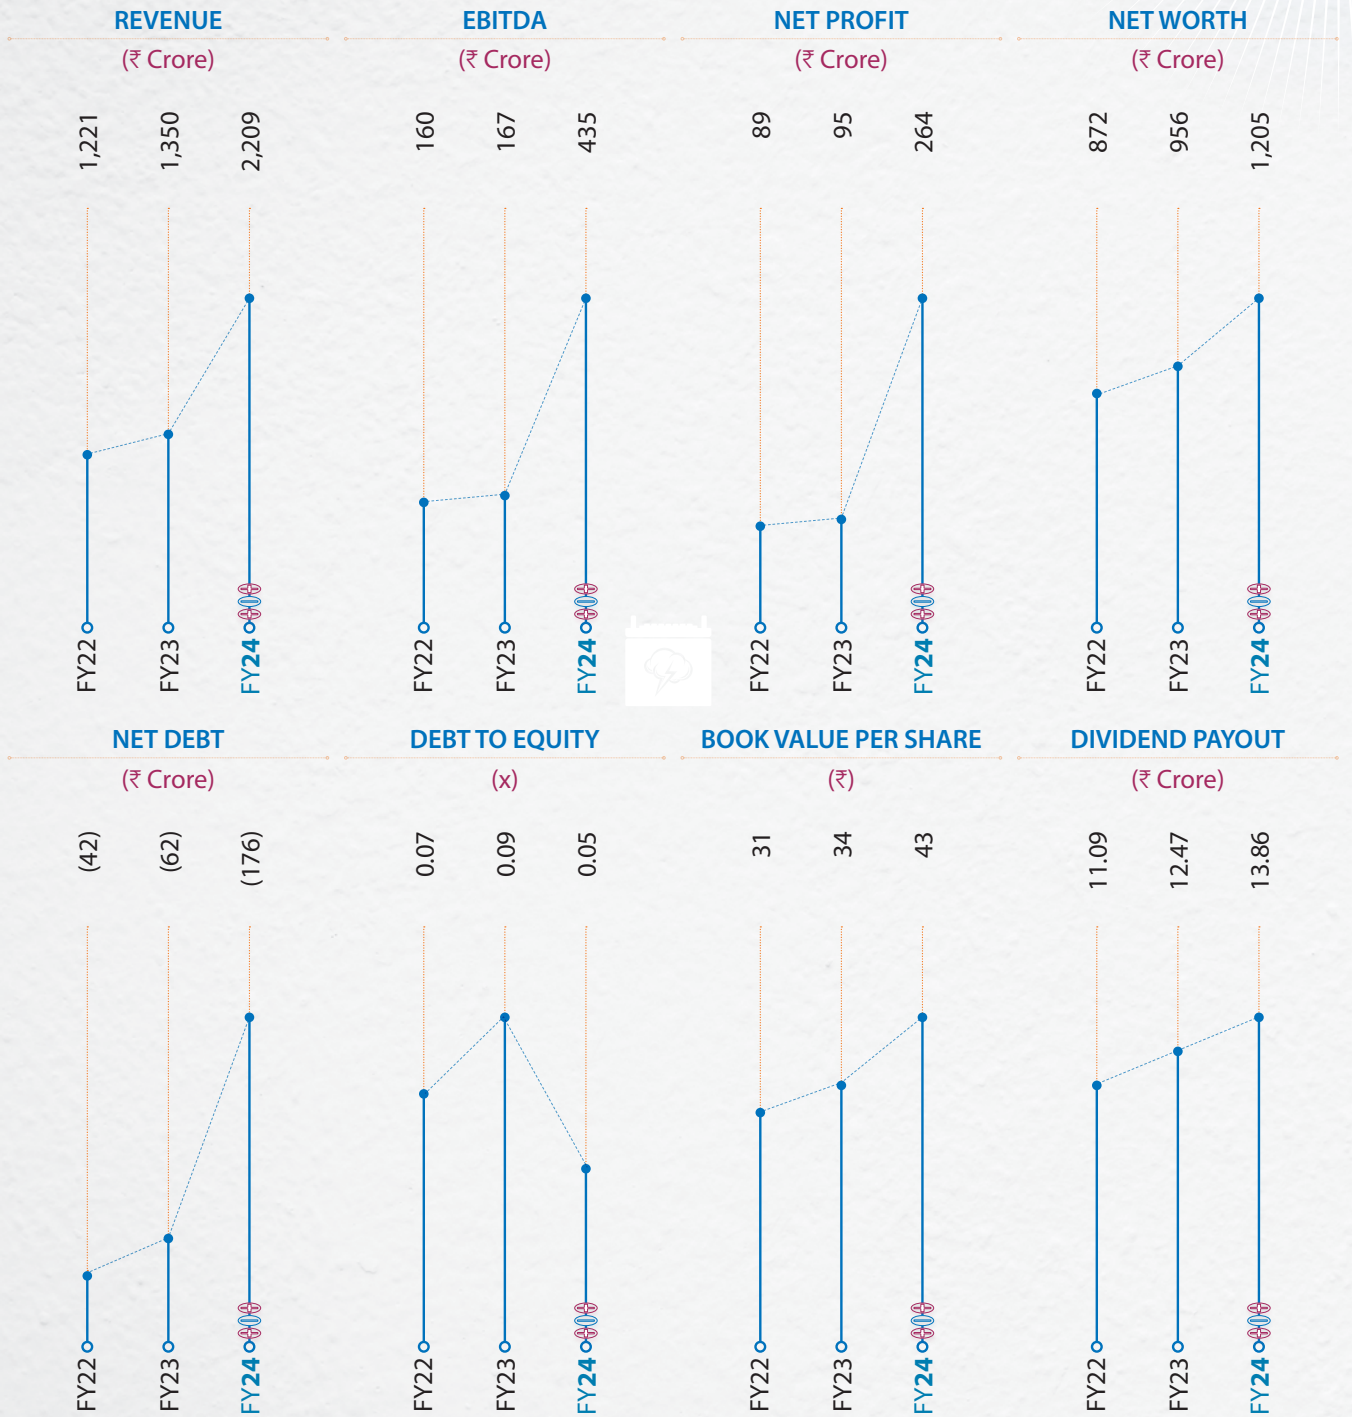 REVENUE
(₹ Crore)
1,221
1,350
2,209
FY22
FY23
FY24
EBITDA
(₹ Crore)
160
167
435
FY22
FY23
FY24
NET PROFIT
(₹ Crore)
89
95
264
FY22
FY23
FY24
NET WORTH
(₹ Crore)
872
956
1,205
FY22
FY23
FY24
NET DEBT
(₹ Crore)
(42)
(62)
(176)
FY22
FY23
FY24
DEBT TO EQUITY
(x)
0.07
0.09
0.05
FY22
FY23
FY24
BOOK VALUE PER SHARE
(₹)
31
34
43
FY22
FY23
FY24
DIVIDEND PAYOUT
(₹ Crore)
11.09
12.47
13.86
FY22
FY23
FY24